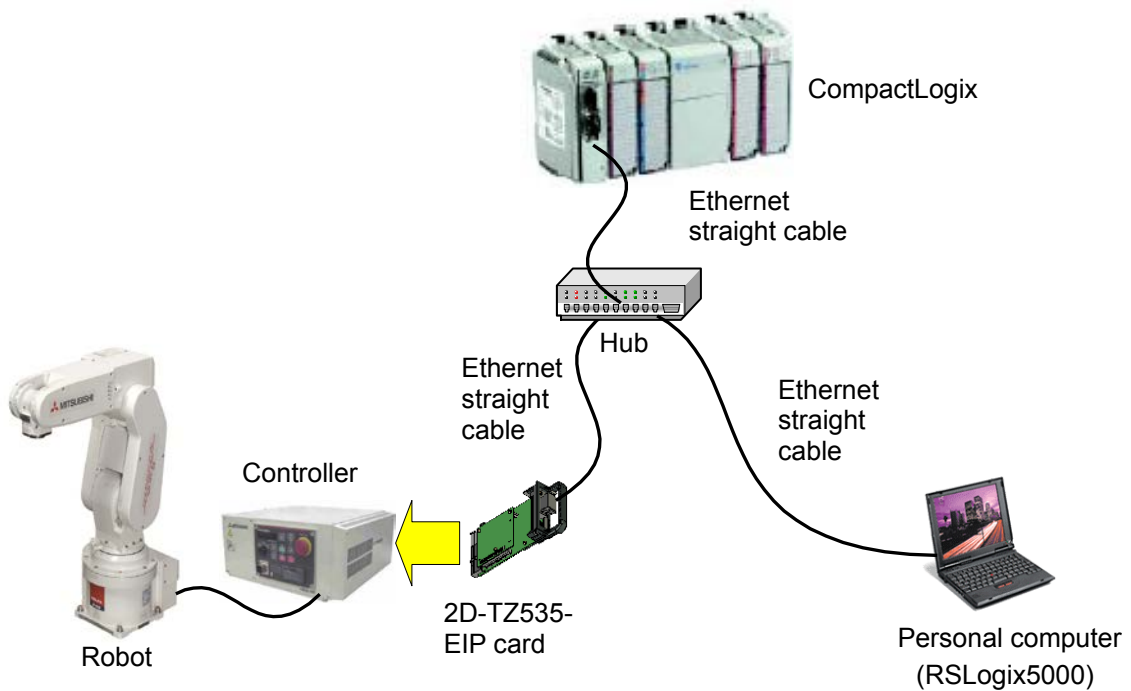 CompactLogix
Ethernet
straight cable
Hub
Ethernet
straight
cable
Ethernet
straight
cable
MITSUBISHI
Controller
2D-TZ535-
EIP card
Robot
Personal computer
(RSLogix5000)